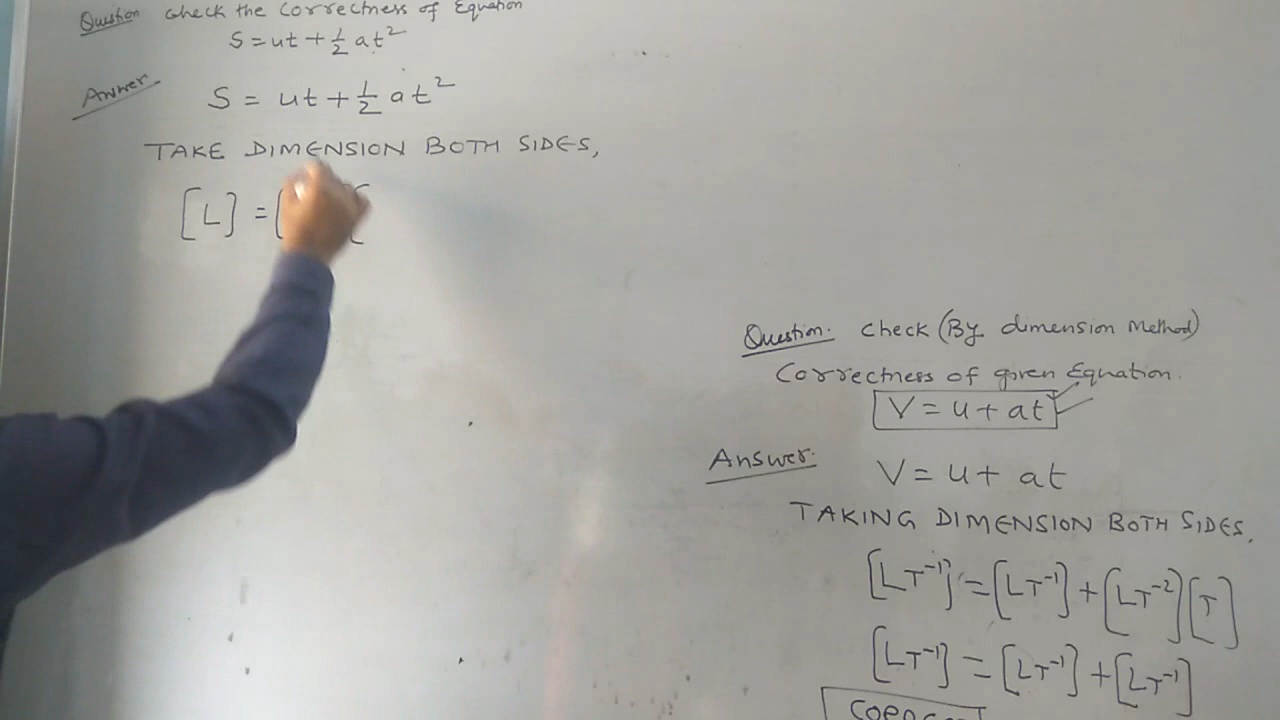 Question Check the Correctness of Equation
S = ut + ½ at²
Answer
S = ut + ½ at²
TAKE DIMENSION BOTH SIDES,
[L] = [
Question. Check (By dimension Method)
Correctness of given Equation.
V = u + at
Answer.
V = u + at
TAKING DIMENSION BOTH SIDES,
[LT⁻¹] = [LT⁻¹] + [LT⁻²][T]
[LT⁻¹] = [LT⁻¹] + [LT⁻¹]